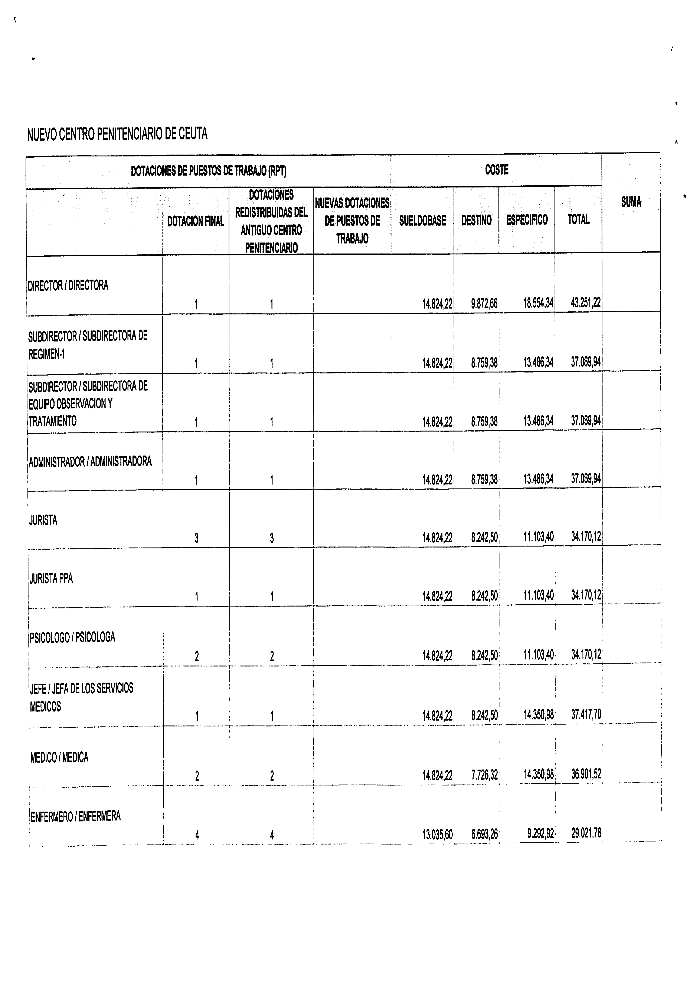 NUEVO CENTRO PENITENCIARIO DE CEUTA
DOTACIONES DE PUESTOS DE TRABAJO (RPT) COSTE SUMA
DOTACION FINAL
DOTACIONES
REDISTRIBUIDAS DEL
ANTIGUO CENTRO
PENITENCIARIO
NUEVAS DOTACIONES
DE PUESTOS DE
TRABAJO
SUELDOBASE DESTINO ESPECIFICO TOTAL
DIRECTOR / DIRECTORA
1 1 14.824,22 9.872,66 18.554,34 43.251,22
SUBDIRECTOR / SUBDIRECTORA DE
REGIMEN-1
1 1 14.824,22 8.759,38 13.486,34 37.069,94
SUBDIRECTOR / SUBDIRECTORA DE
EQUIPO OBSERVACION Y
TRATAMIENTO 1 1 14.824,22 8.759,38 13.486,34 37.069,94
ADMINISTRADOR / ADMINISTRADORA
1 1 14.824,22 8.759,38 13.486,34 37.069,94
JURISTA
3 3 14.824,22 8.242,50 11.103,40 34.170,12
JURISTA PPA
1 1 14.824,22 8.242,50 11.103,40 34.170,12
PSICOLOGO / PSICOLOGA
2 2 14.824,22 8.242,50 11.103,40 34.170,12
JEFE / JEFA DE LOS SERVICIOS
MEDICOS
1 1 14.824,22 8.242,50 14.350,98 37.417,70
MEDICO / MEDICA
2 2 14.824,22 7.726,32 14.350,98 36.901,52
ENFERMERO / ENFERMERA
4 4 13.035,60 6.693,26 9.292,92 29.021,78